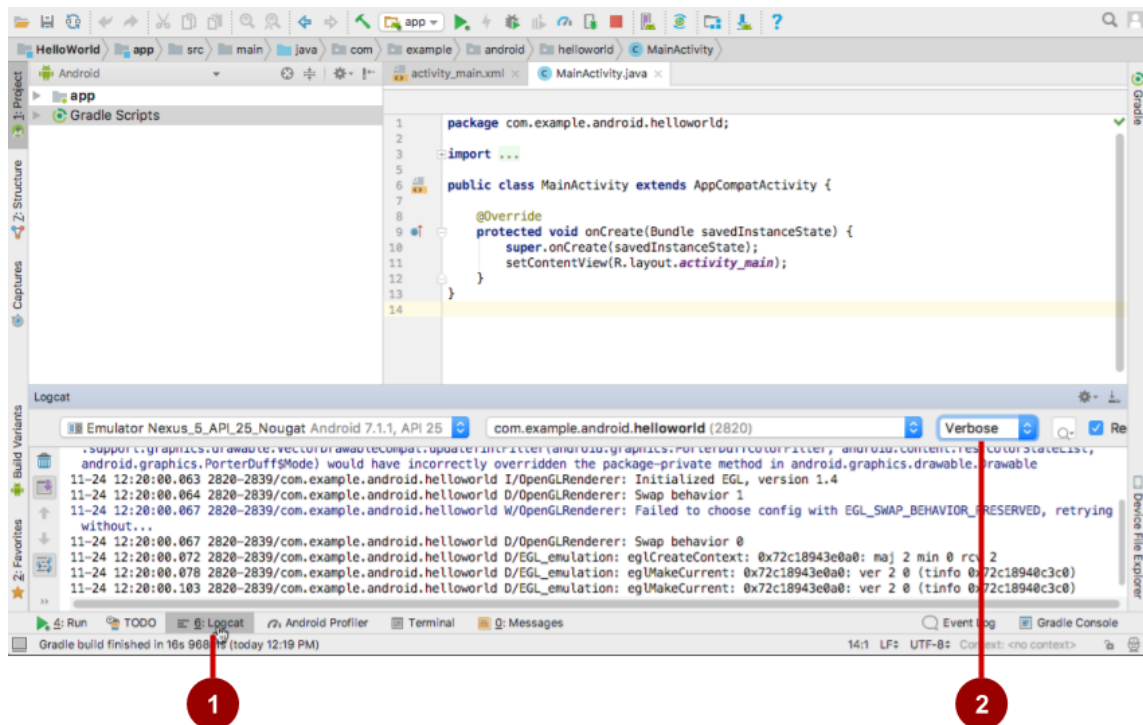 app
HelloWorld app src main java com example android helloworld MainActivity
1: Project
Z: Structure
Captures
Build Variants
2: Favorites
Android
app
Gradle Scripts
activity_main.xml MainActivity.java
1 package com.example.android.helloworld;
2
3 import ...
5
6 public class MainActivity extends AppCompatActivity {
7
8 @Override
9 protected void onCreate(Bundle savedInstanceState) {
10 super.onCreate(savedInstanceState);
11 setContentView(R.layout.activity_main);
12 }
13 }
14
Gradle
Device File Explorer
Logcat
Emulator Nexus_5_API_25_Nougat Android 7.1.1, API 25 com.example.android.helloworld (2820) Verbose Re
android.graphics.PorterDuff$Mode) would have incorrectly overridden the package-private method in android.graphics.drawable.Drawable
11-24 12:20:00.063 2820-2839/com.example.android.helloworld I/OpenGLRenderer: Initialized EGL, version 1.4
11-24 12:20:00.064 2820-2839/com.example.android.helloworld D/OpenGLRenderer: Swap behavior 1
11-24 12:20:00.067 2820-2839/com.example.android.helloworld W/OpenGLRenderer: Failed to choose config with EGL_SWAP_BEHAVIOR_PRESERVED, retrying
without...
11-24 12:20:00.067 2820-2839/com.example.android.helloworld D/OpenGLRenderer: Swap behavior 0
11-24 12:20:00.072 2820-2839/com.example.android.helloworld D/EGL_emulation: eglCreateContext: 0x72c18943e0a0: maj 2 min 0 rcv 2
11-24 12:20:00.078 2820-2839/com.example.android.helloworld D/EGL_emulation: eglMakeCurrent: 0x72c18943e0a0: ver 2 0 (tinfo 0x72c18940c3c0)
11-24 12:20:00.103 2820-2839/com.example.android.helloworld D/EGL_emulation: eglMakeCurrent: 0x72c18943e0a0: ver 2 0 (tinfo 0x72c18940c3c0)
4: Run TODO 6: Logcat Android Profiler Terminal 0: Messages Event Log Gradle Console
Gradle build finished in 16s 968ms (today 12:19 PM) 14:1 LF UTF-8 Context: <no context>
1 2